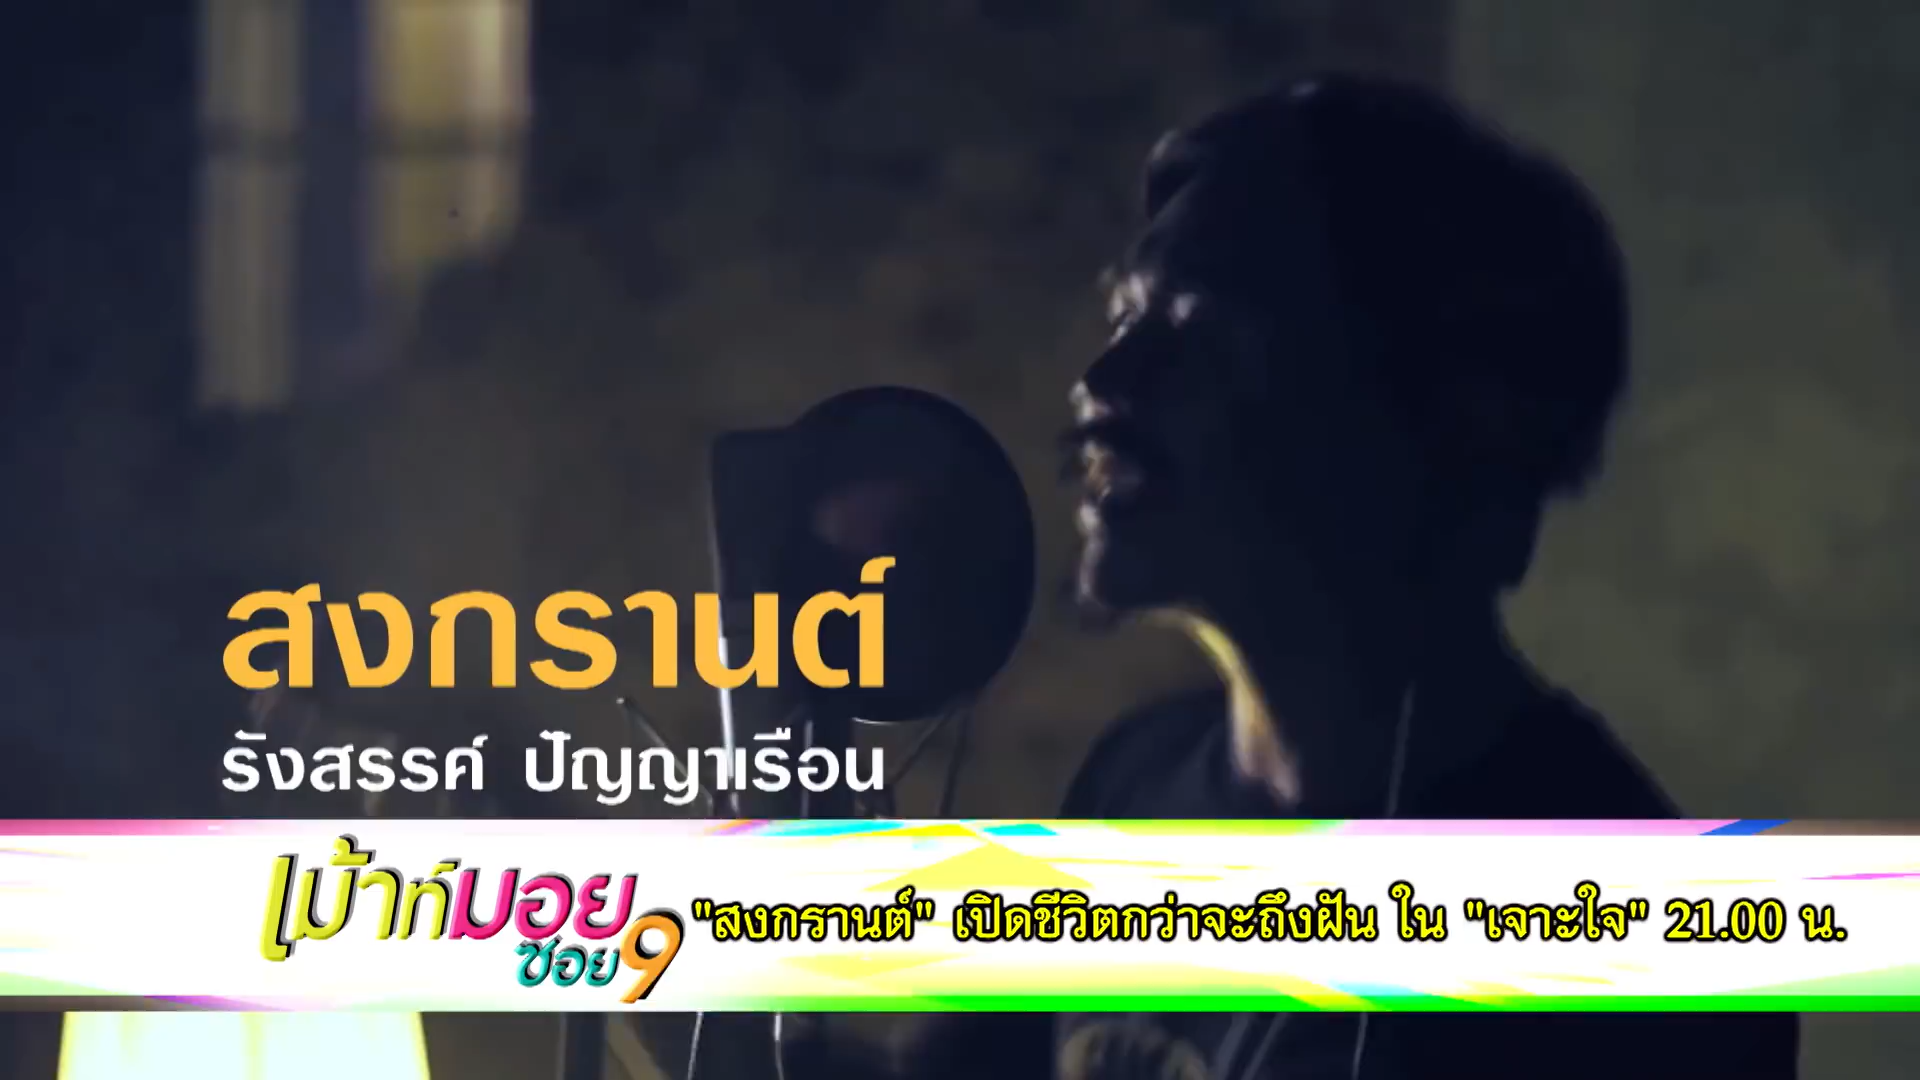 สงกรานต์
รังสรรค์ ปัญญาเรือน
เม้าท์มอย
ซอย 9
"สงกรานต์" เปิดชีวิตกว่าจะถึงฝัน ใน "เจาะใจ" 21.00 น.